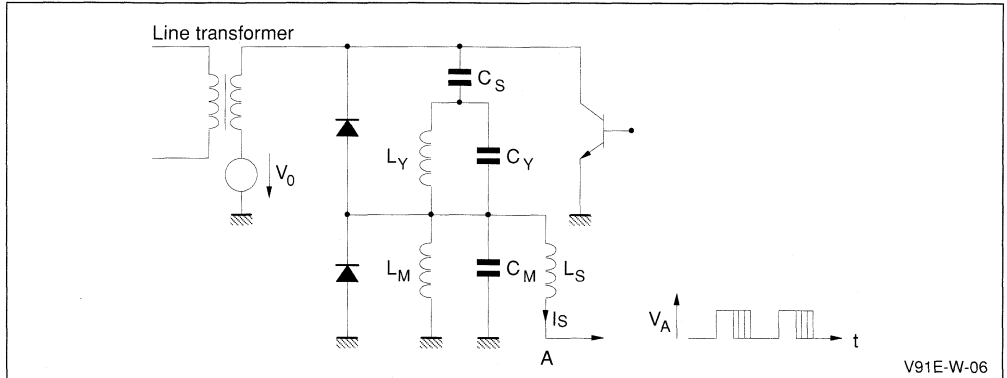 Line transformer
C_S
L_Y
C_Y
V_0
L_M
C_M
L_S
I_S
A
V_A
t
V91E-W-06